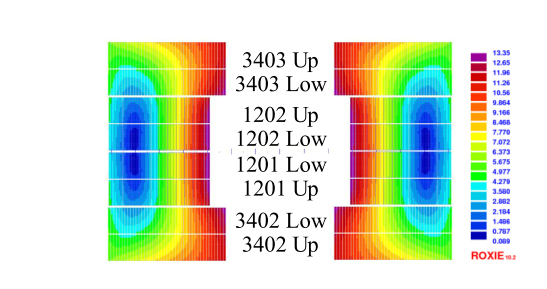 3403 Up
3403 Low
1202 Up
1202 Low
1201 Low
1201 Up
3402 Low
3402 Up
13.35
12.65
11.96
11.26
10.56
9.864
9.166
8.468
7.770
7.072
6.373
5.675
4.977
4.279
3.580
2.882
2.184
1.486
0.787
0.089
ROXIE 10.2